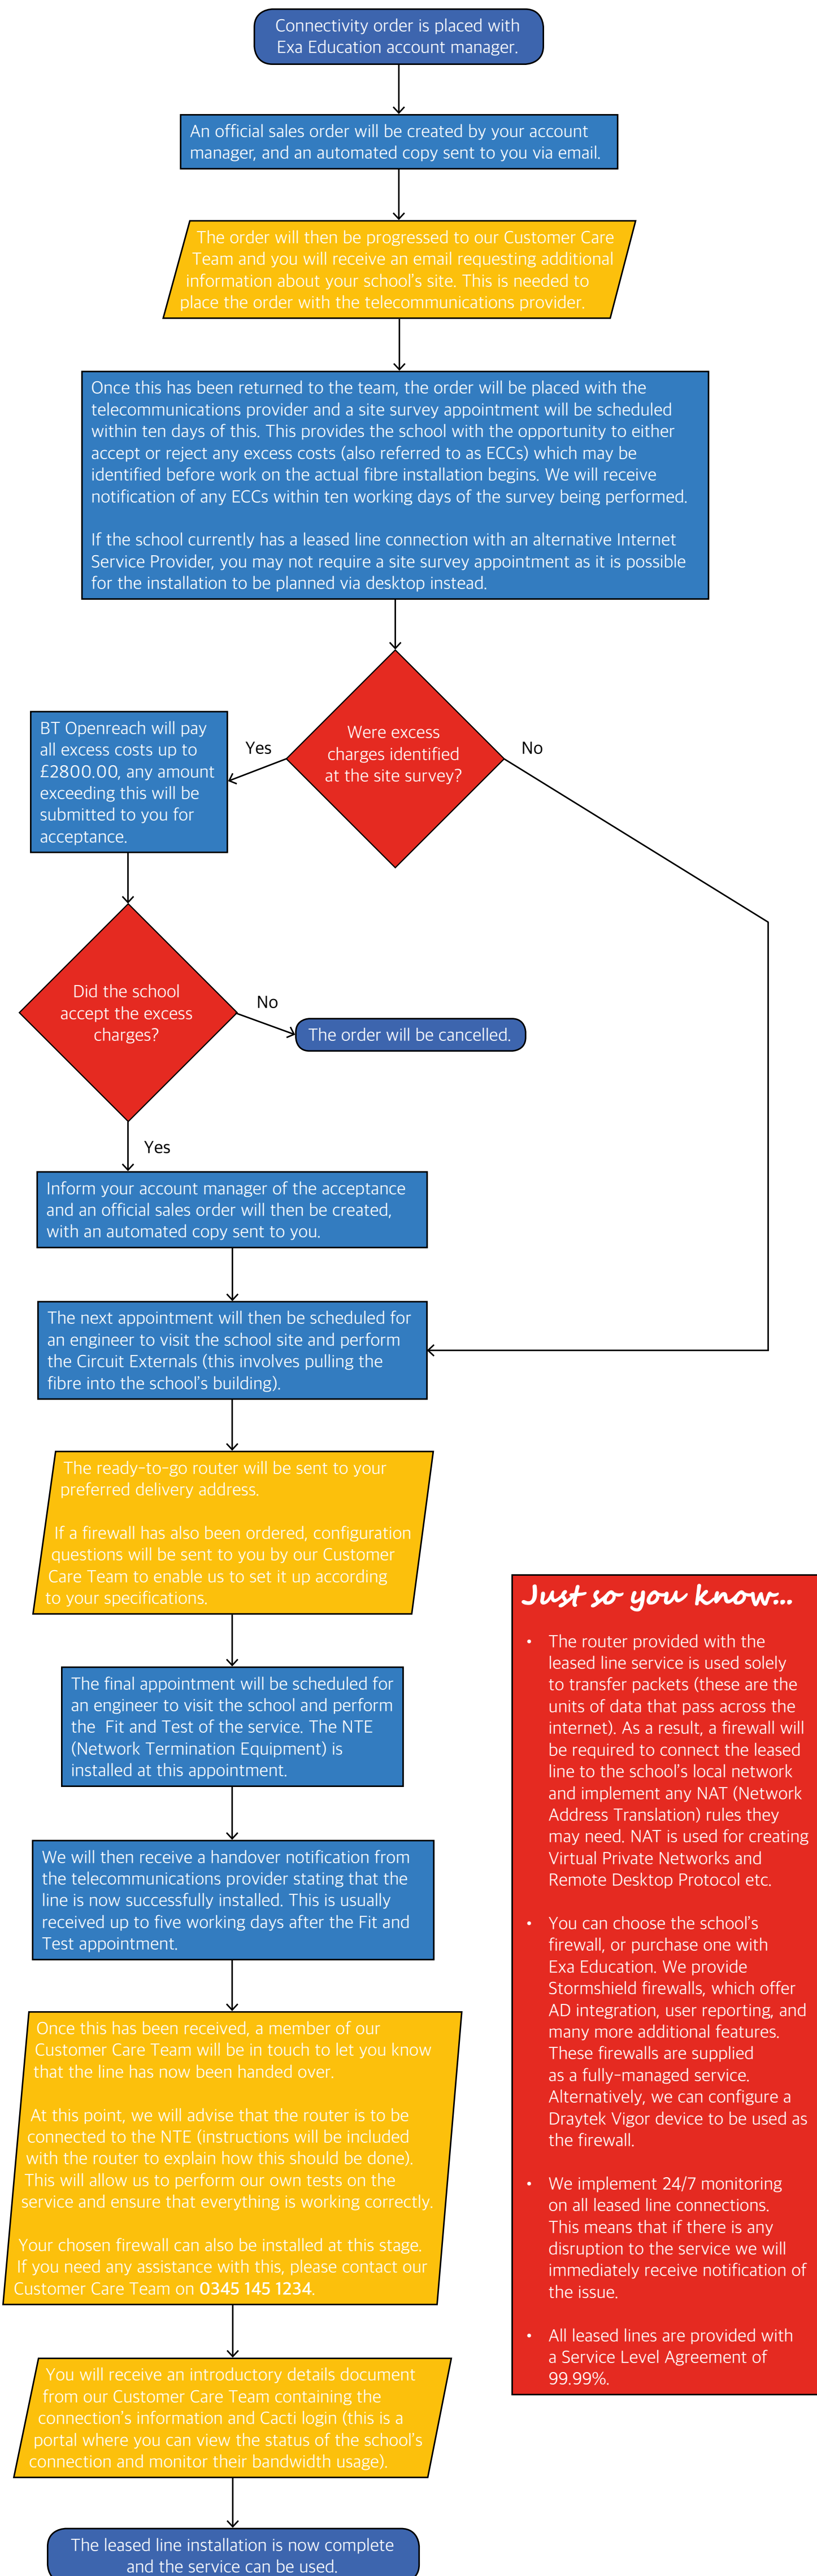 Connectivity order is placed with
Exa Education account manager.
An official sales order will be created by your account
manager, and an automated copy sent to you via email.
The order will then be progressed to our Customer Care
Team and you will receive an email requesting additional
information about your school's site. This is needed to
place the order with the telecommunications provider.
Once this has been returned to the team, the order will be placed with the
telecommunications provider and a site survey appointment will be scheduled
within ten days of this. This provides the school with the opportunity to either
accept or reject any excess costs (also referred to as ECCs) which may be
identified before work on the actual fibre installation begins. We will receive
notification of any ECCs within ten working days of the survey being performed.
If the school currently has a leased line connection with an alternative Internet
Service Provider, you may not require a site survey appointment as it is possible
for the installation to be planned via desktop instead.
Were excess
charges identified
at the site survey?
Yes
No
BT Openreach will pay
all excess costs up to
£2800.00, any amount
exceeding this will be
submitted to you for
acceptance.
Did the school
accept the excess
charges?
No
The order will be cancelled.
Yes
Inform your account manager of the acceptance
and an official sales order will then be created,
with an automated copy sent to you.
The next appointment will then be scheduled for
an engineer to visit the school site and perform
the Circuit Externals (this involves pulling the
fibre into the school's building).
The ready-to-go router will be sent to your
preferred delivery address.
If a firewall has also been ordered, configuration
questions will be sent to you by our Customer
Care Team to enable us to set it up according
to your specifications.
The final appointment will be scheduled for
an engineer to visit the school and perform
the Fit and Test of the service. The NTE
(Network Termination Equipment) is
installed at this appointment.
We will then receive a handover notification from
the telecommunications provider stating that the
line is now successfully installed. This is usually
received up to five working days after the Fit and
Test appointment.
Once this has been received, a member of our
Customer Care Team will be in touch to let you know
that the line has now been handed over.
At this point, we will advise that the router is to be
connected to the NTE (instructions will be included
with the router to explain how this should be done).
This will allow us to perform our own tests on the
service and ensure that everything is working correctly.
Your chosen firewall can also be installed at this stage.
If you need any assistance with this, please contact our
Customer Care Team on 0345 145 1234.
You will receive an introductory details document
from our Customer Care Team containing the
connection's information and Cacti login (this is a
portal where you can view the status of the school's
connection and monitor their bandwidth usage).
The leased line installation is now complete
and the service can be used.
Just so you know...
• The router provided with the
leased line service is used solely
to transfer packets (these are the
units of data that pass across the
internet). As a result, a firewall will
be required to connect the leased
line to the school's local network
and implement any NAT (Network
Address Translation) rules they
may need. NAT is used for creating
Virtual Private Networks and
Remote Desktop Protocol etc.
• You can choose the school's
firewall, or purchase one with
Exa Education. We provide
Stormshield firewalls, which offer
AD integration, user reporting, and
many more additional features.
These firewalls are supplied
as a fully-managed service.
Alternatively, we can configure a
Draytek Vigor device to be used as
the firewall.
• We implement 24/7 monitoring
on all leased line connections.
This means that if there is any
disruption to the service we will
immediately receive notification of
the issue.
• All leased lines are provided with
a Service Level Agreement of
99.99%.